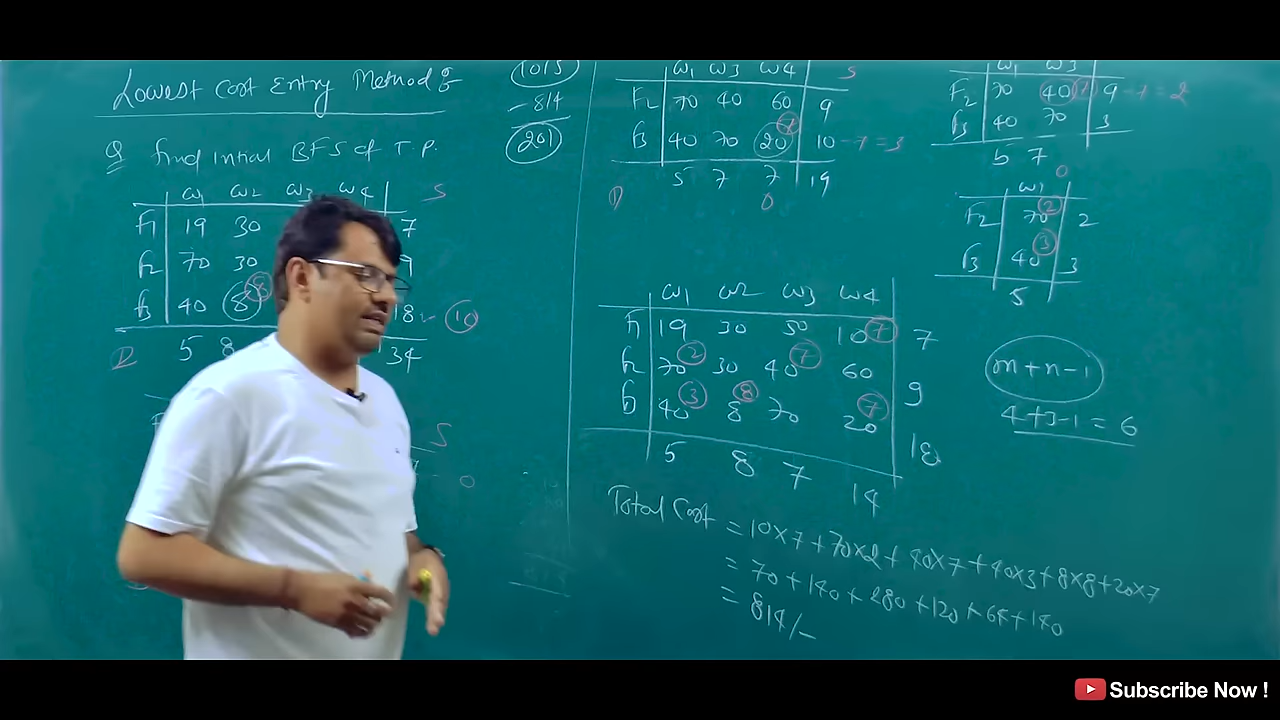 Lowest Cost Entry Method
Q Find Initial BFS of T.P.
W1 W2 W3 W4 S
F1 19 30 7
F2 70 30 9
F3 40 8 8 18 - 10
D 5 8 34
S
0
1015
- 814
201
W1 W3 W4 S
F2 70 40 60 9
F3 40 70 20 7 10 - 7 = 3
5 7 7 19
D 0
W1 W3
F2 70 40 7 9 - 7 = 2
F3 40 70 3
5 7
0
W1
F2 70 2 2
F3 40 3 3
5
W1 W2 W3 W4
F1 19 30 50 10 7 7
F2 70 2 30 40 7 60 9
F3 40 3 8 8 70 20 7 18
5 8 7 14
m+n-1
4+3-1 = 6
Total Cost = 10×7+70×2+40×7+40×3+8×8+20×7
= 70+140+280+120+64+140
= 814/-
Subscribe Now !